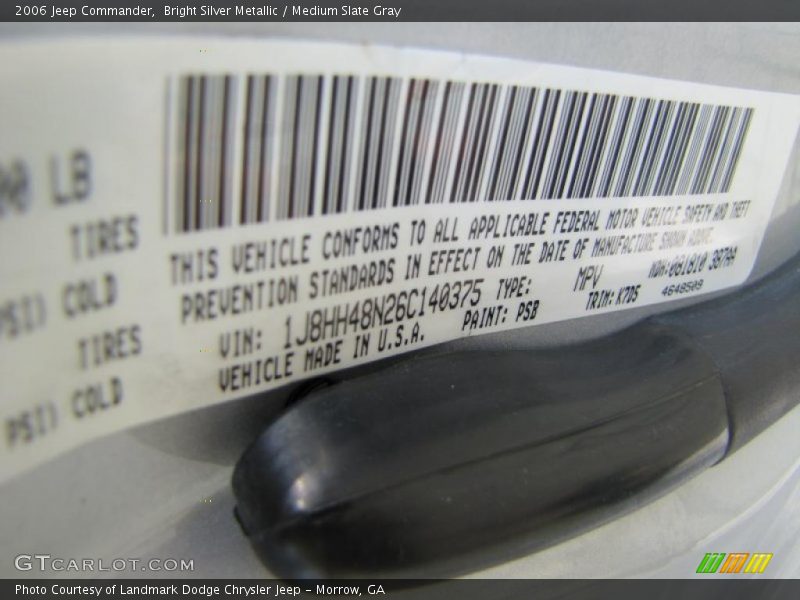 2006 Jeep Commander,  Bright Silver Metallic / Medium Slate Gray
LB
TIRES
PSI) COLD
TIRES
PSI) COLD
THIS VEHICLE CONFORMS TO ALL APPLICABLE FEDERAL MOTOR VEHICLE SAFETY AND THEFT
PREVENTION STANDARDS IN EFFECT ON THE DATE OF MANUFACTURE SHOWN ABOVE.
VIN: 1J8HH48N26C140375 TYPE: MPV
VEHICLE MADE IN U.S.A. PAINT: PSB TRIM: K7D5 4648509
GTCARLOT.COM
Photo Courtesy of Landmark Dodge Chrysler Jeep - Morrow, GA